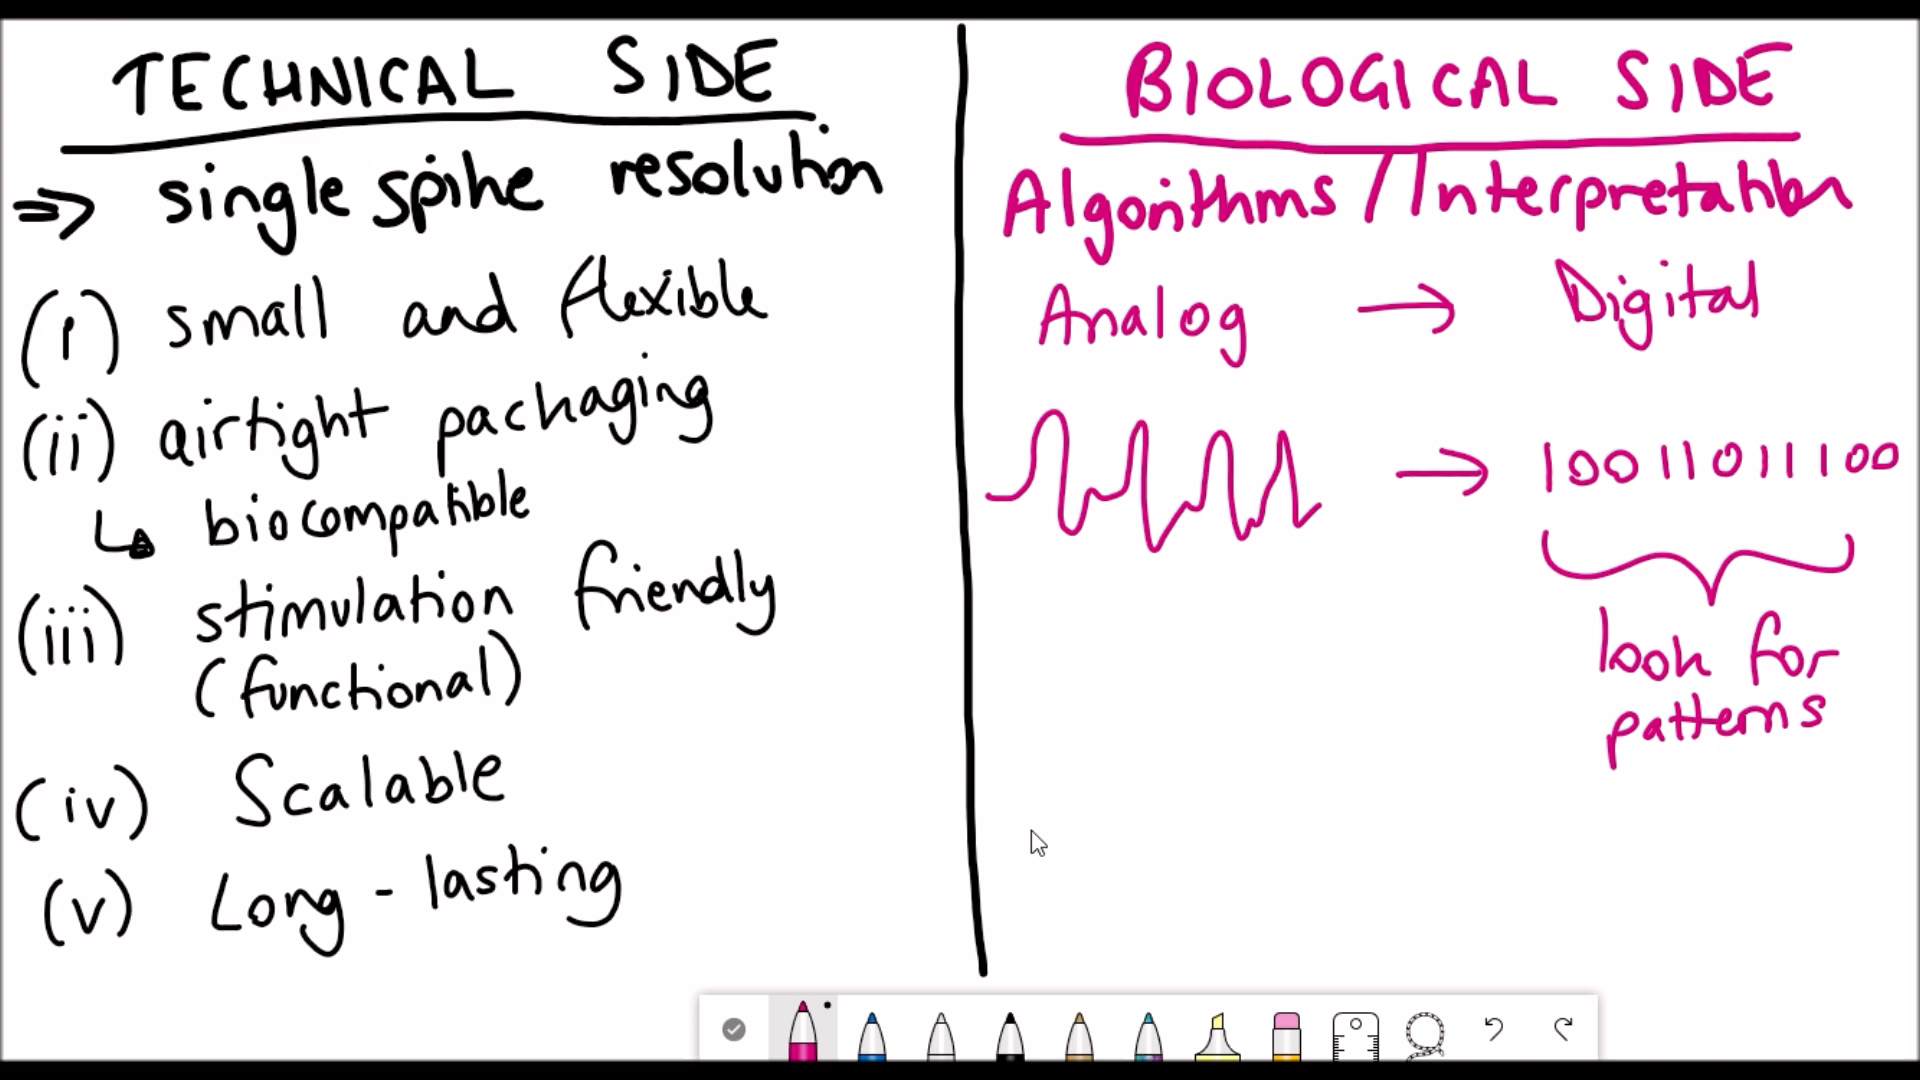 TECHNICAL SIDE
⇒ single spike resolution
(i) small and flexible
(ii) airtight packaging
↳ biocompatible
(iii) stimulation friendly
(functional)
(iv) Scalable
(v) Long-lasting
BIOLOGICAL SIDE
Algorithms / Interpretation
Analog → Digital
→ 100110111100
look for
patterns